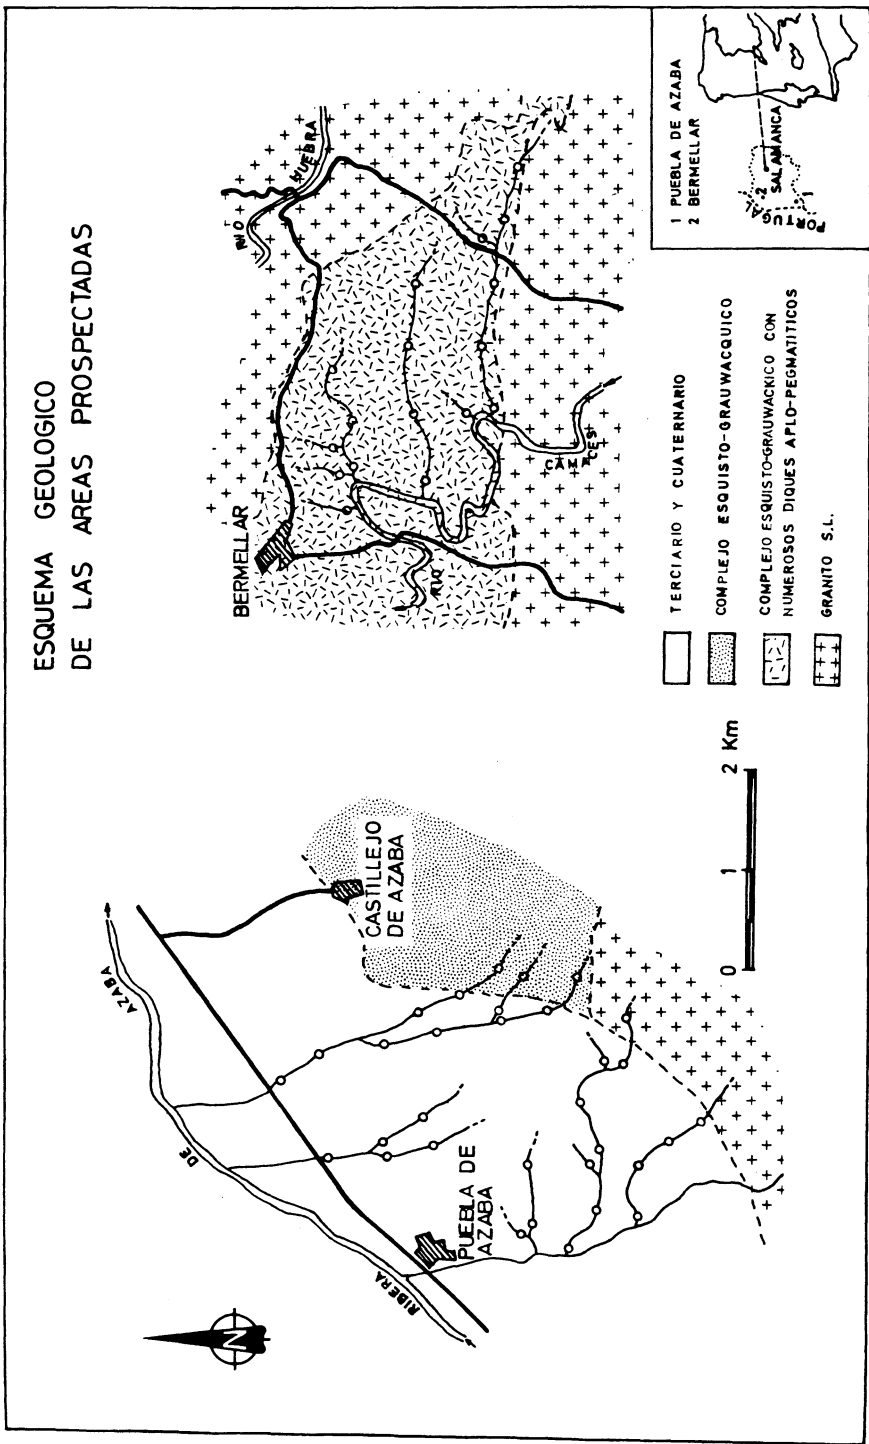 ESQUEMA GEOLOGICO
DE LAS AREAS PROSPECTADAS
N
RIBERA
DE
AZABA
PUEBLA DE
AZABA
CASTILLEJO
DE AZABA
0 1 2 Km
BERMELLAR
RIO
HUEBRA
RIO
CAMACES
TERCIARIO Y CUATERNARIO
COMPLEJO ESQUISTO-GRAUWACQUICO
COMPLEJO ESQUISTO-GRAUWACKICO CON
NUMEROSOS DIQUES APLO-PEGMATITICOS
GRANITO S.L.
1 PUEBLA DE AZABA
2 BERMELLAR
PORTUGAL
2
SALAMANCA
1